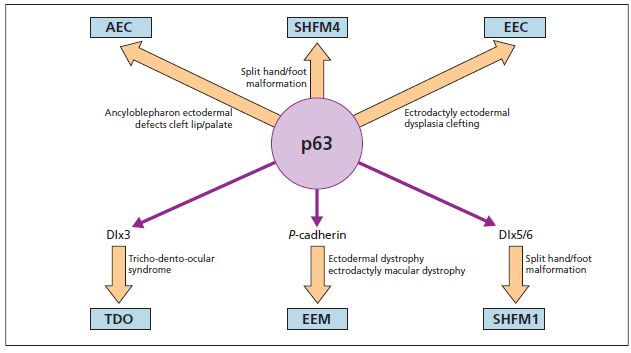 AEC
SHFM4
EEC
Split hand/foot
malformation
Ancyloblepharon ectodermal
defects cleft lip/palate
Ectrodactyly ectodermal
dysplasia clefting
p63
Dlx3
P-cadherin
Dlx5/6
Tricho-dento-ocular
syndrome
Ectodermal dystrophy
ectrodactyly macular dystrophy
Split hand/foot
malformation
TDO
EEM
SHFM1